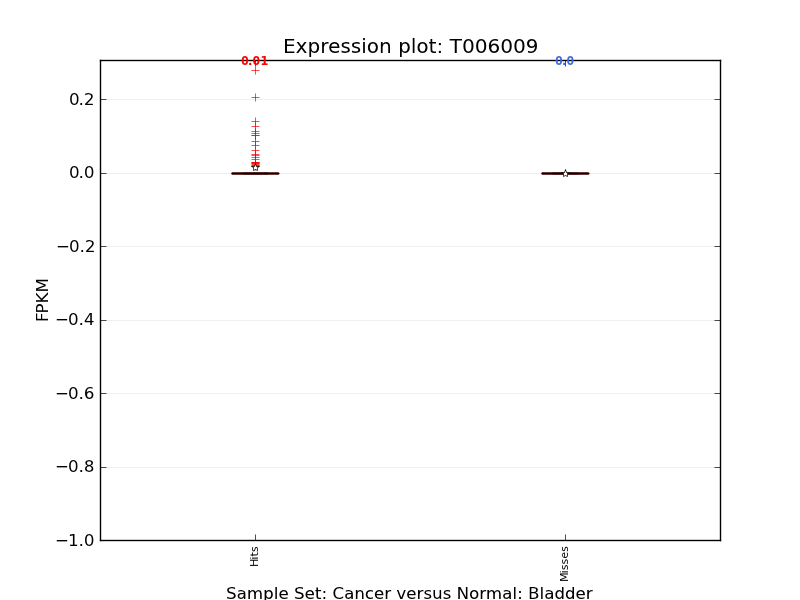 Expression plot: T006009
0.01
0.0
0.2
0.0
−0.2
−0.4
−0.6
−0.8
−1.0
FPKM
Hits
Misses
Sample Set: Cancer versus Normal: Bladder